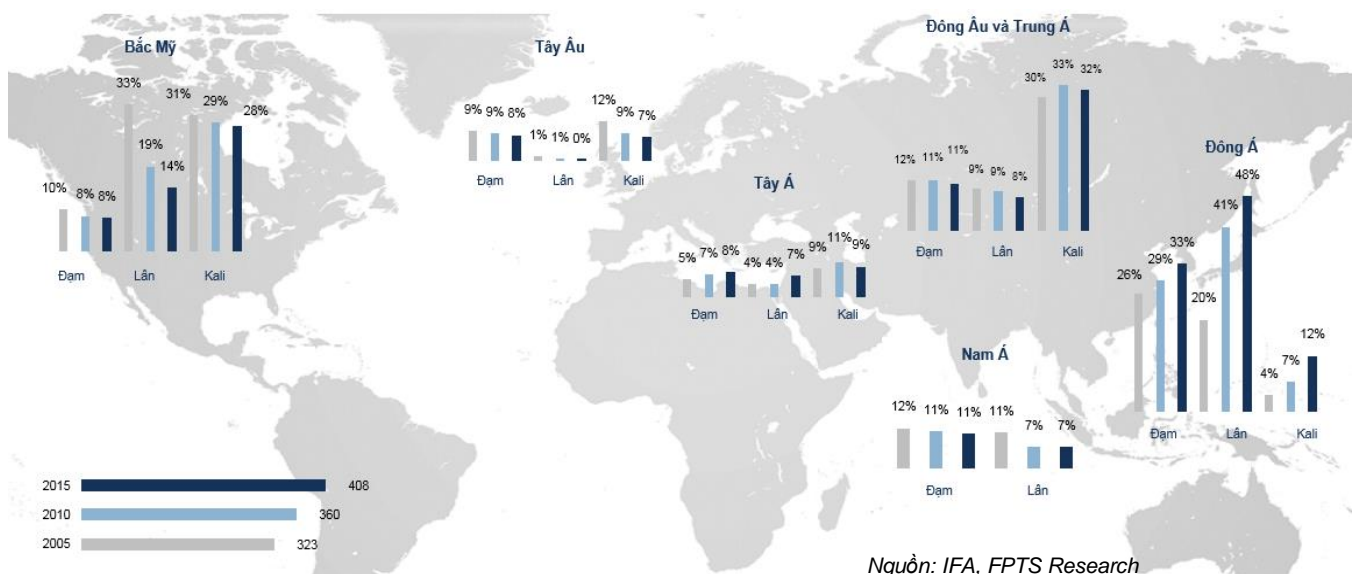 Bắc Mỹ
33%
31%
29%
28%
19%
14%
10%
8%
8%
Đạm
Lân
Kali
Tây Âu
9%
9%
8%
1%
1%
0%
12%
9%
7%
Đạm
Lân
Kali
Đông Âu và Trung Á
12%
11%
11%
9%
9%
8%
30%
33%
32%
Đạm
Lân
Kali
Tây Á
5%
7%
8%
4%
4%
7%
9%
11%
9%
Đạm
Lân
Kali
Đông Á
26%
29%
33%
20%
41%
48%
4%
7%
12%
Đạm
Lân
Kali
Nam Á
12%
11%
11%
11%
7%
7%
Đạm
Lân
2015
408
2010
360
2005
323
Nguồn: IFA, FPTS Research